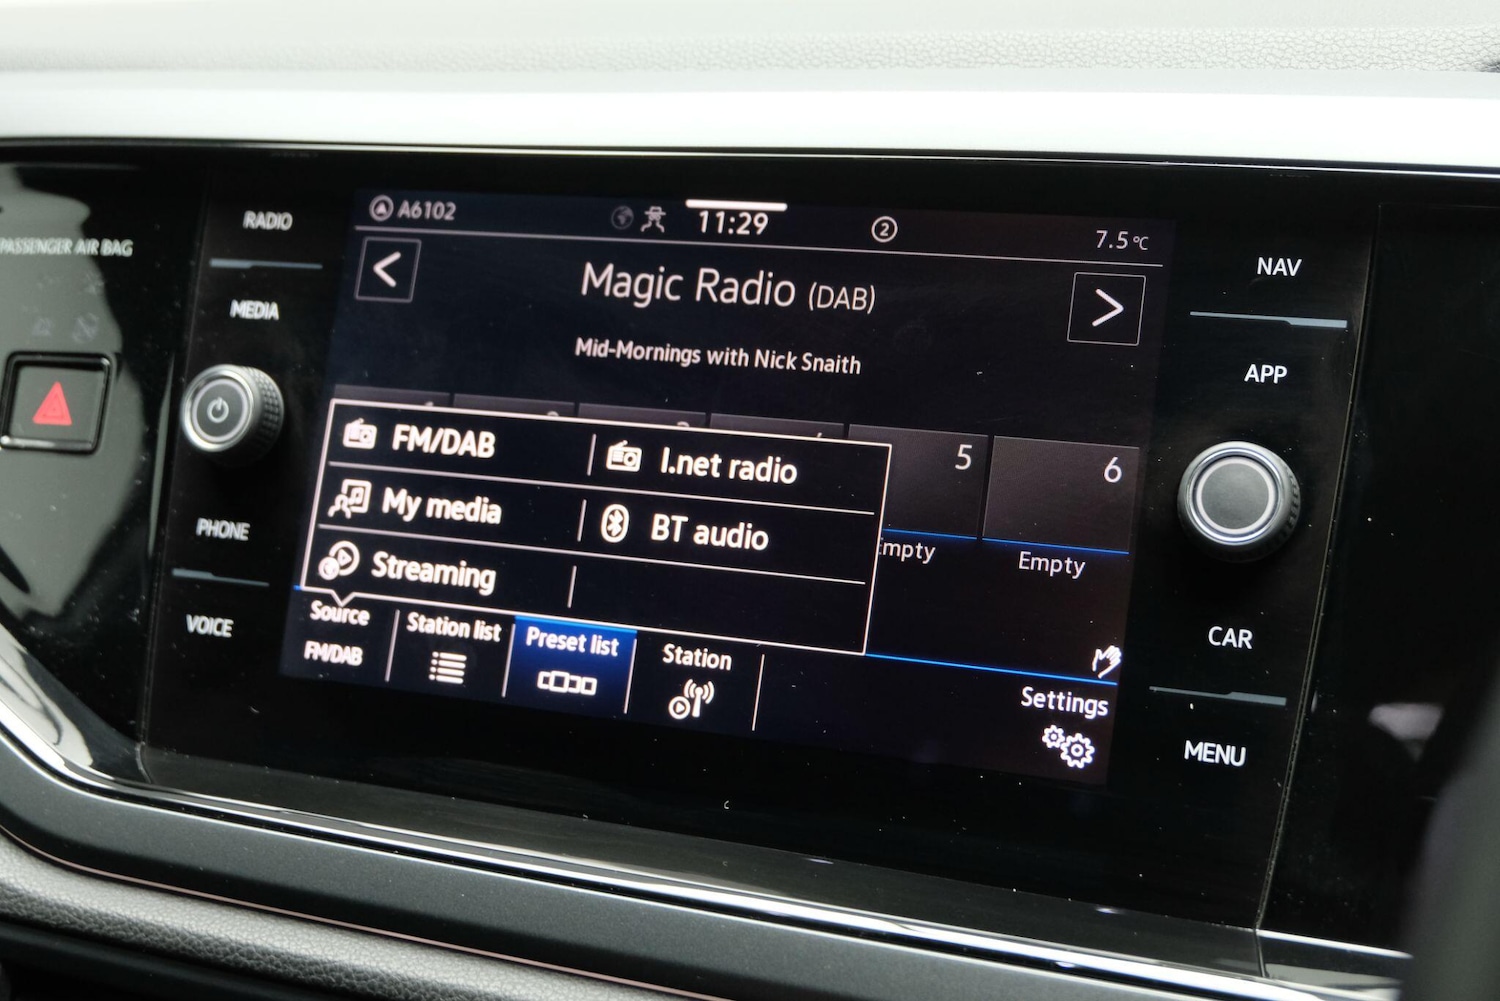 PASSENGER AIR BAG
RADIO
MEDIA
PHONE
VOICE
A6102
11:29
2
7.5°C
<
Magic Radio (DAB)
>
Mid-Mornings with Nick Snaith
5
6
Empty
FM/DAB
I.net radio
My media
BT audio
Streaming
Source
FM/DAB
Station list
Preset list
Station
Settings
NAV
APP
CAR
MENU